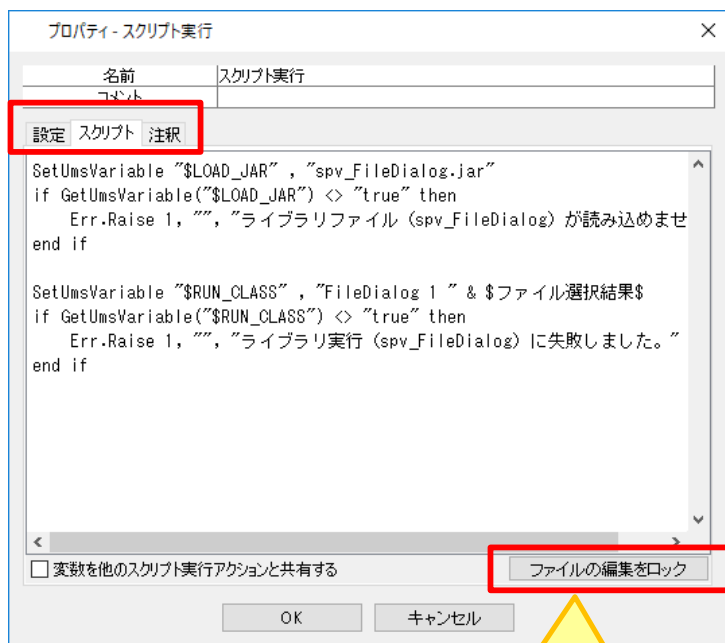 プロパティ - スクリプト実行
名前 スクリプト実行
コメント
設定 スクリプト 注釈
SetUmsVariable "$LOAD_JAR" , "spv_FileDialog.jar"
if GetUmsVariable("$LOAD_JAR") <> "true" then
Err.Raise 1, "", "ライブラリファイル (spv_FileDialog) が読み込めませ
end if
SetUmsVariable "$RUN_CLASS" , "FileDialog 1 " & $ファイル選択結果$
if GetUmsVariable("$RUN_CLASS") <> "true" then
Err.Raise 1, "", "ライブラリ実行 (spv_FileDialog) に失敗しました。"
end if
変数を他のスクリプト実行アクションと共有する
ファイルの編集をロック
OK キャンセル